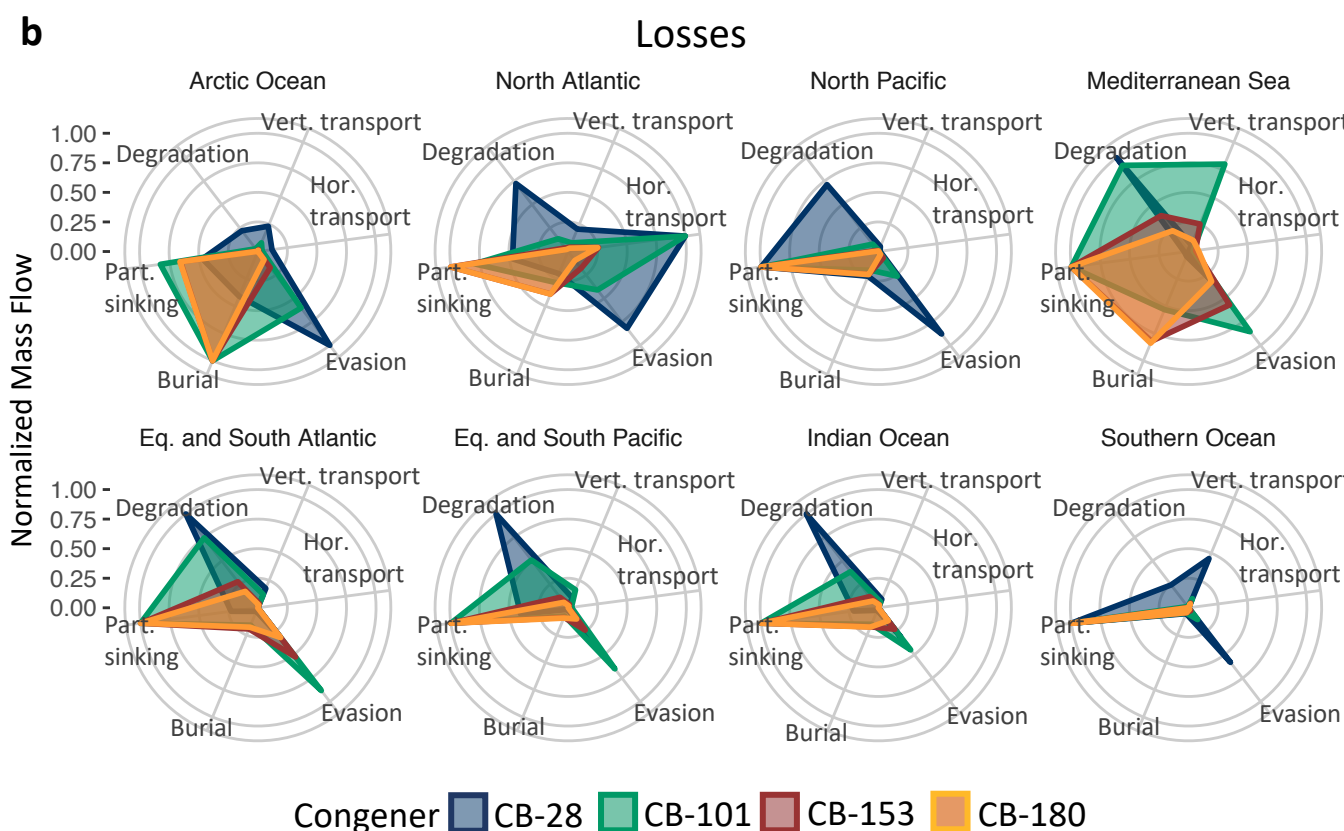 b
Losses
Normalized Mass Flow
Arctic Ocean
1.00
0.75
0.50
0.25
0.00
Vert. transport
Degradation
Hor.
transport
Part.
sinking
Burial
Evasion
North Atlantic
Vert. transport
Degradation
Hor.
transport
Part.
sinking
Burial
Evasion
North Pacific
Vert. transport
Degradation
Hor.
transport
Part.
sinking
Burial
Evasion
Mediterranean Sea
Vert. transport
Degradation
Hor.
transport
Part.
sinking
Burial
Evasion
Eq. and South Atlantic
1.00
0.75
0.50
0.25
0.00
Vert. transport
Degradation
Hor.
transport
Part.
sinking
Burial
Evasion
Eq. and South Pacific
Vert. transport
Degradation
Hor.
transport
Part.
sinking
Burial
Evasion
Indian Ocean
Vert. transport
Degradation
Hor.
transport
Part.
sinking
Burial
Evasion
Southern Ocean
Vert. transport
Degradation
Hor.
transport
Part.
sinking
Burial
Evasion
Congener CB-28 CB-101 CB-153 CB-180